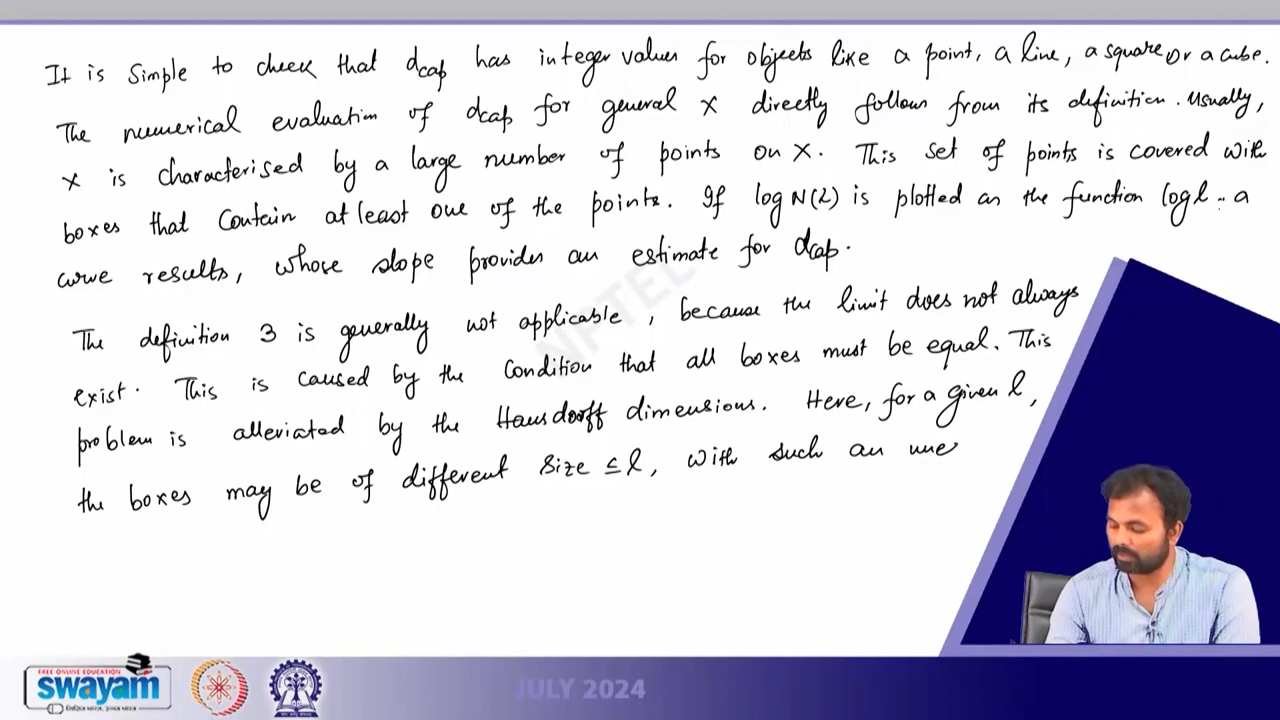 It is simple to check that dcap has integer values for objects like a point, a line, a square or a cube.
The numerical evaluation of dcap for general X directly follows from its definition. Usually,
X is characterised by a large number of points on X. This set of points is covered with
boxes that contain at least one of the points. If log N(l) is plotted as the function log l - a
curve results, whose slope provides an estimate for dcap.
The definition 3 is generally not applicable, because the limit does not always
exist. This is caused by the condition that all boxes must be equal. This
problem is alleviated by the Hausdorff dimensions. Here, for a given l,
the boxes may be of different size ≤ l, with such an une
NPTEL
FREE ONLINE EDUCATION
swayam
JULY 2024